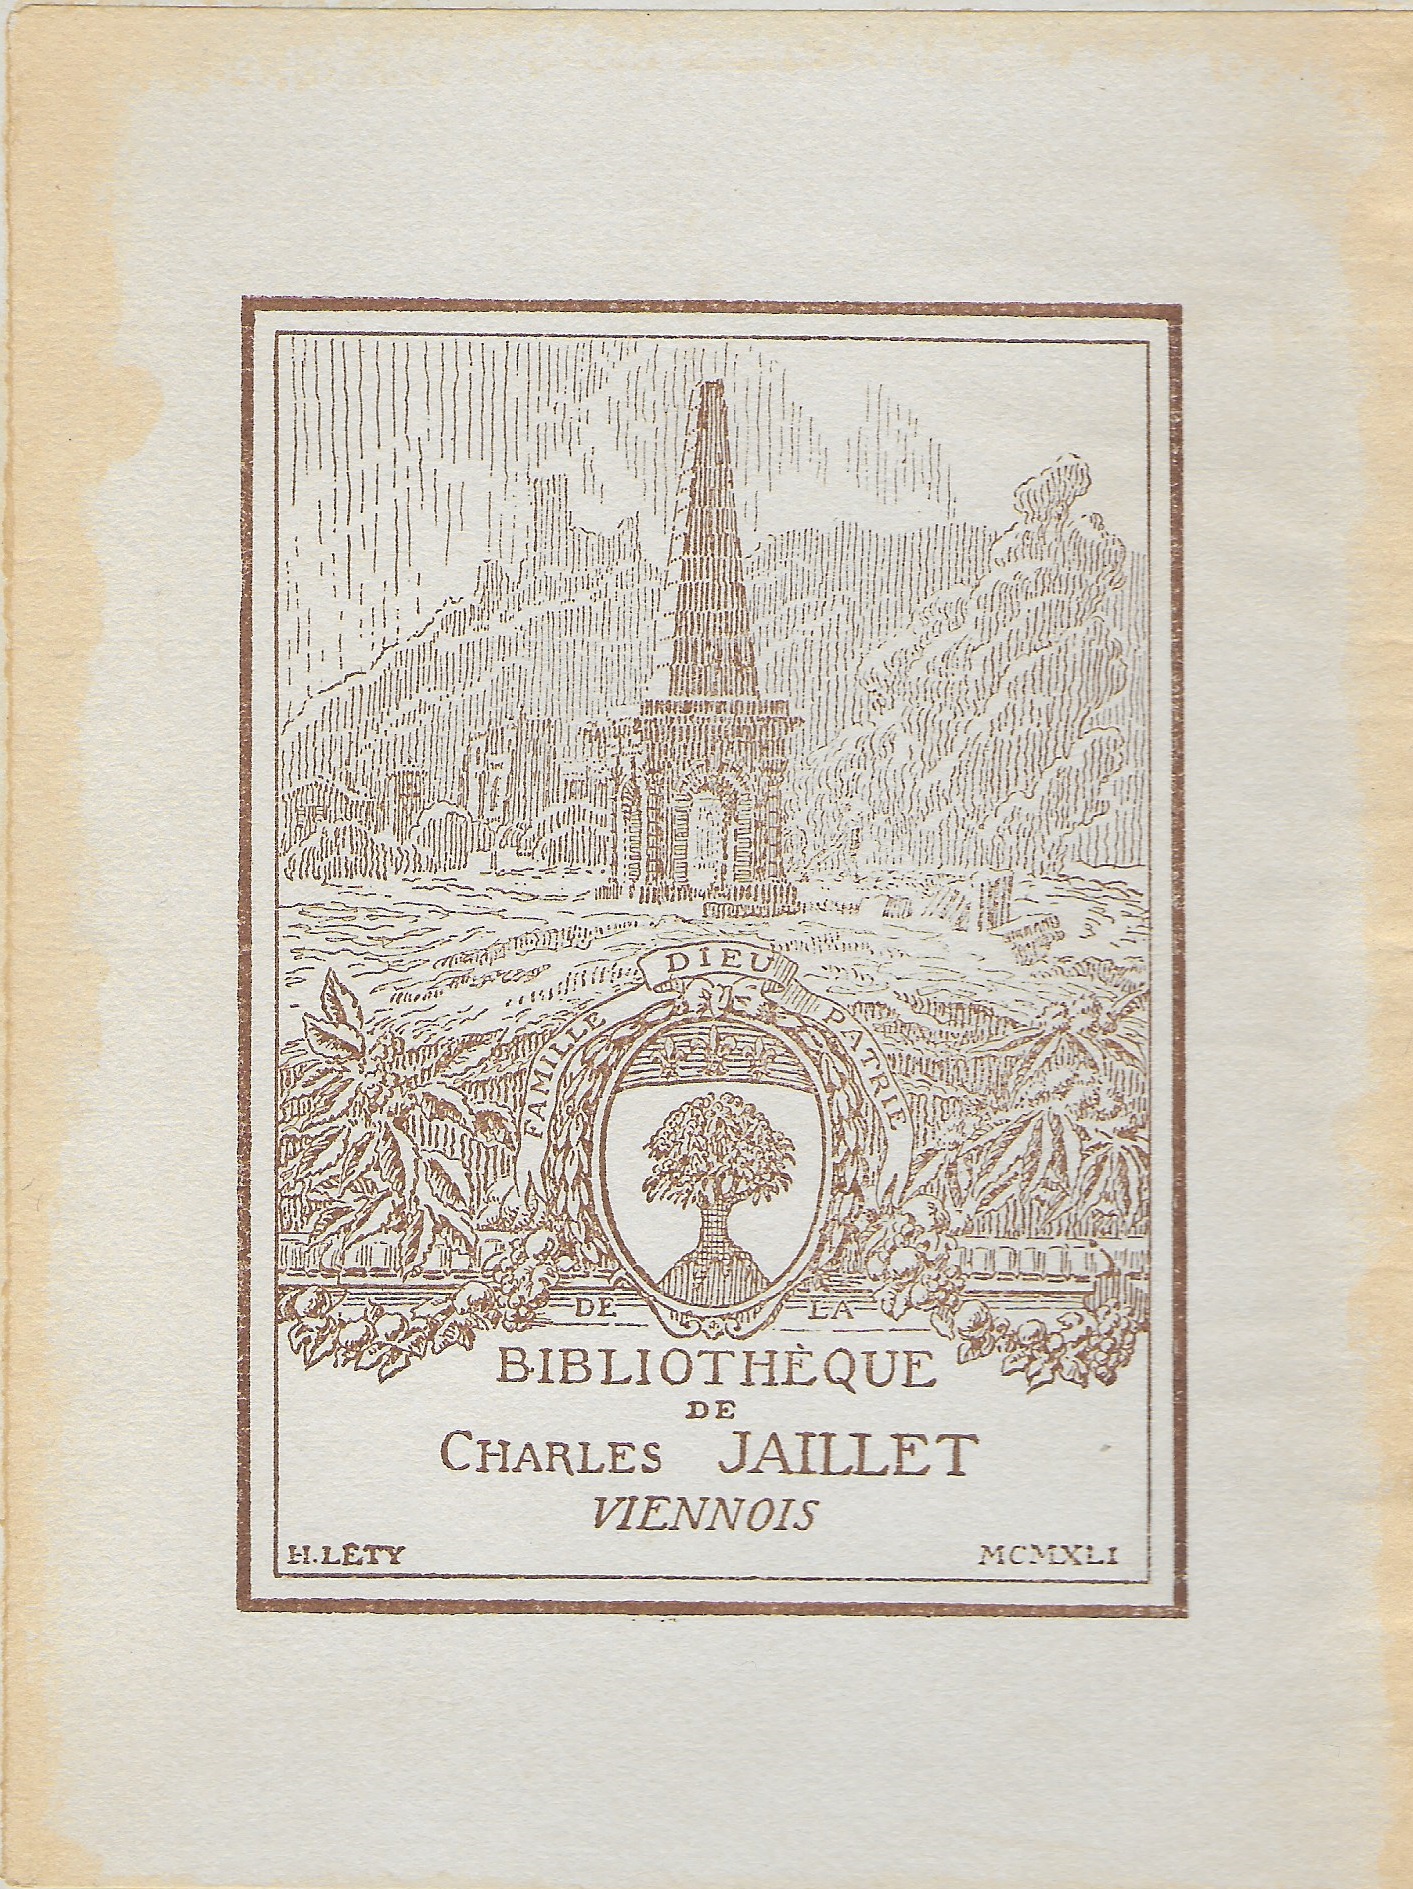 DIEU
FAMILLE PATRIE
DE LA
BIBLIOTHÈQUE
DE
CHARLES JAILLET
VIENNOIS
H. LÉTY MCMXLI